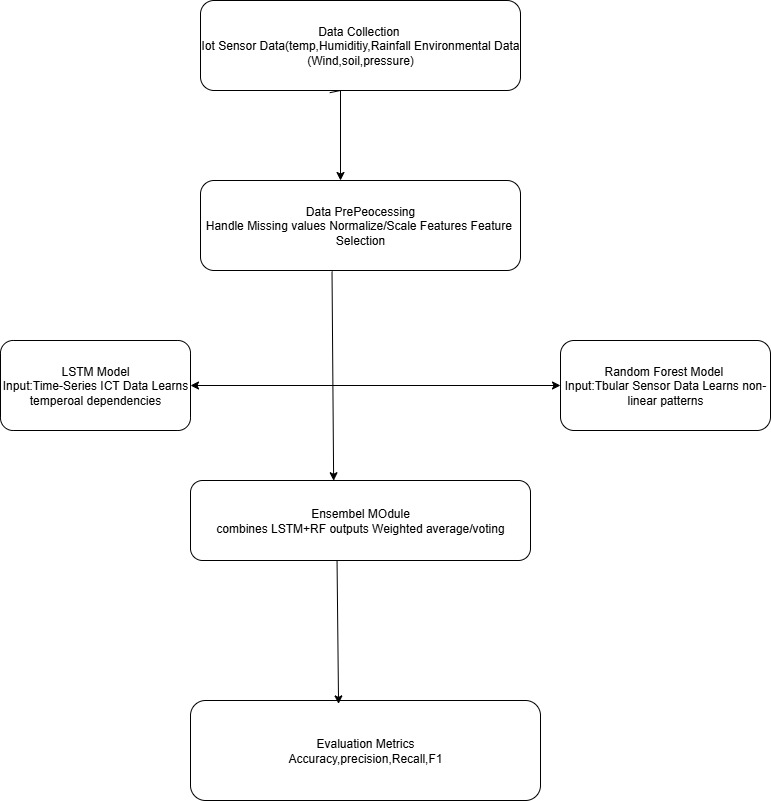 Data Collection
Iot Sensor Data(temp,Humiditiy,Rainfall Environmental Data
(Wind,soil,pressure)
Data PrePeocessing
Handle Missing values Normalize/Scale Features Feature
Selection
LSTM Model
Input:Time-Series ICT Data Learns
temperoal dependencies
Random Forest Model
Input:Tbular Sensor Data Learns non-
linear patterns
Ensembel MOdule
combines LSTM+RF outputs Weighted average/voting
Evaluation Metrics
Accuracy,precision,Recall,F1